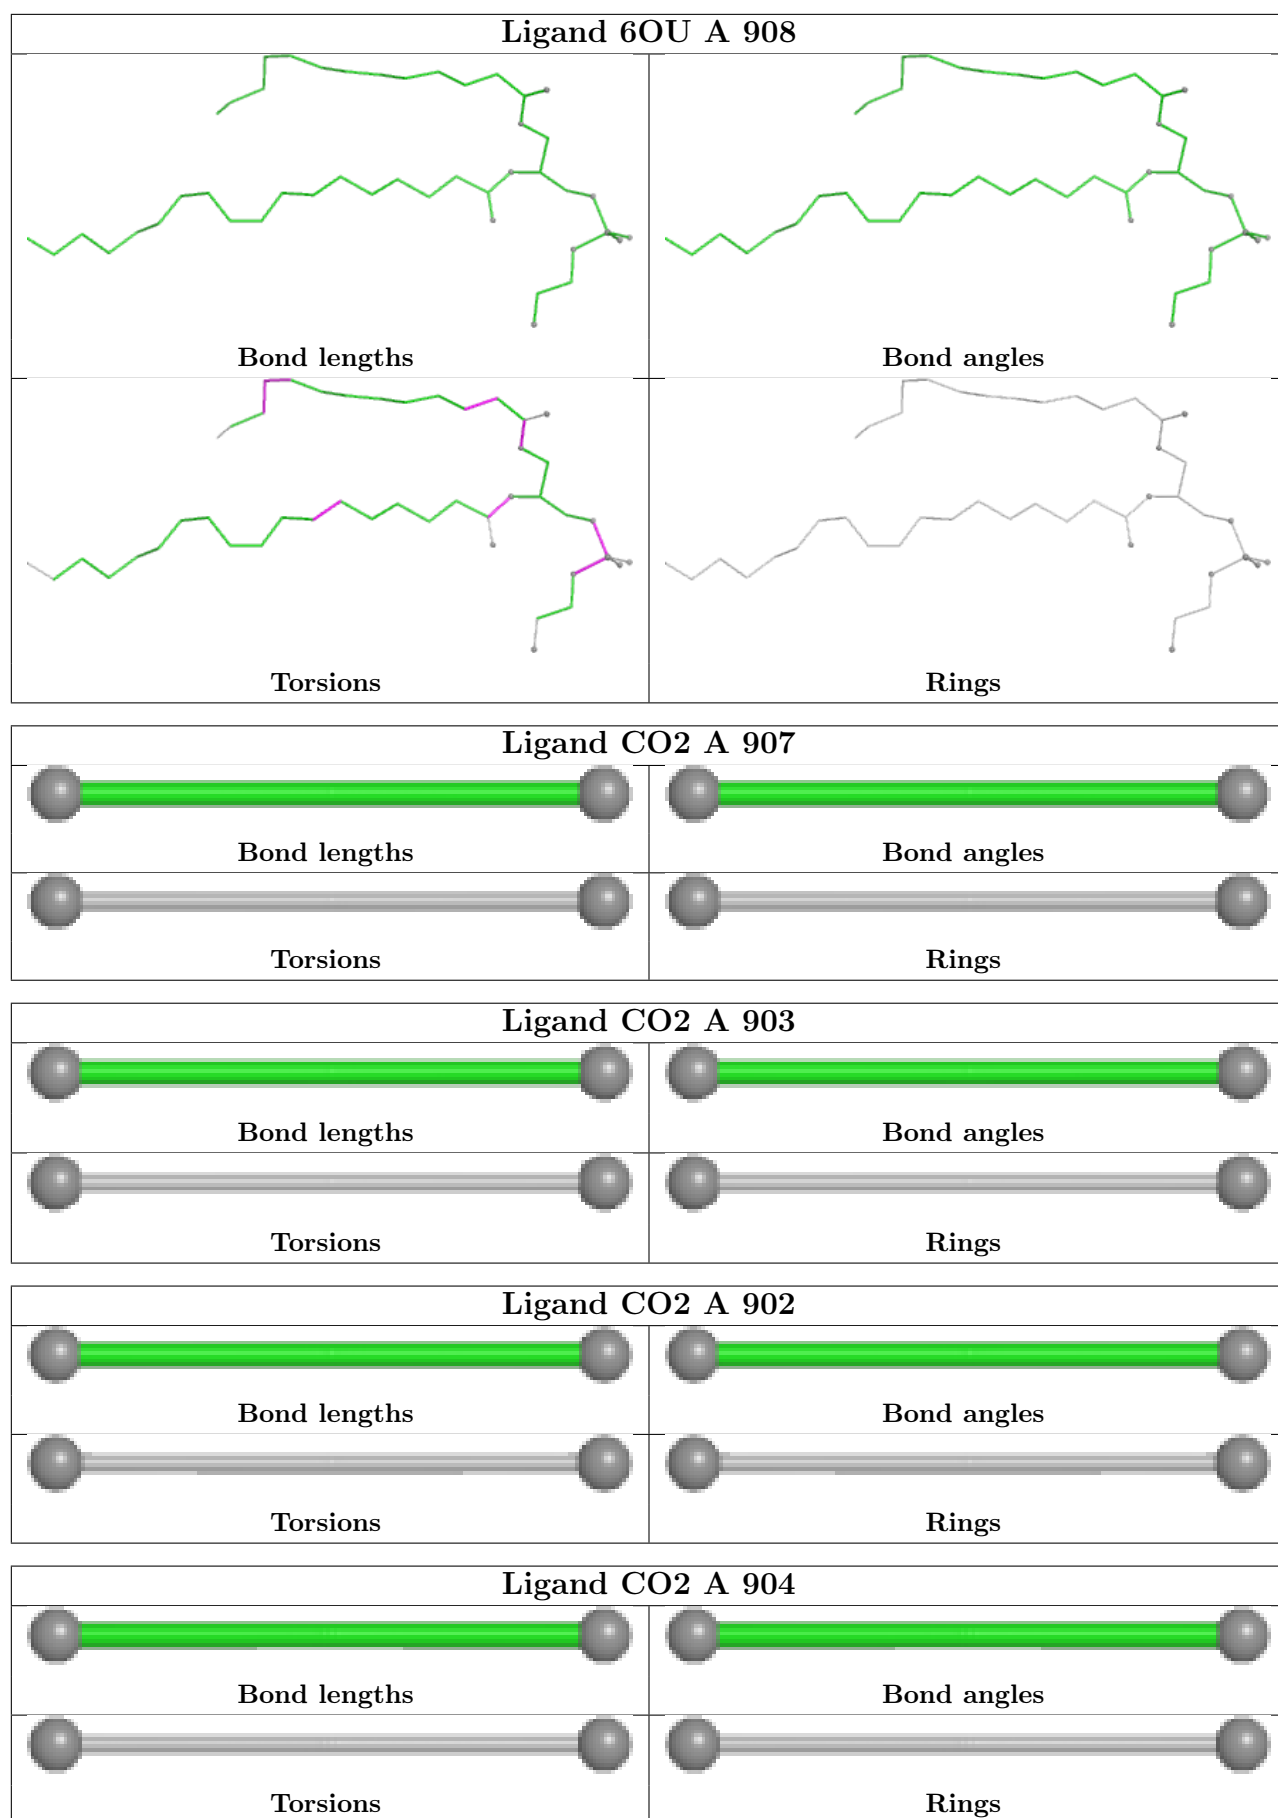 Ligand 6OU A 908
Bond lengths
Bond angles
Torsions
Rings
Ligand CO2 A 907
Bond lengths
Bond angles
Torsions
Rings
Ligand CO2 A 903
Bond lengths
Bond angles
Torsions
Rings
Ligand CO2 A 902
Bond lengths
Bond angles
Torsions
Rings
Ligand CO2 A 904
Bond lengths
Bond angles
Torsions
Rings